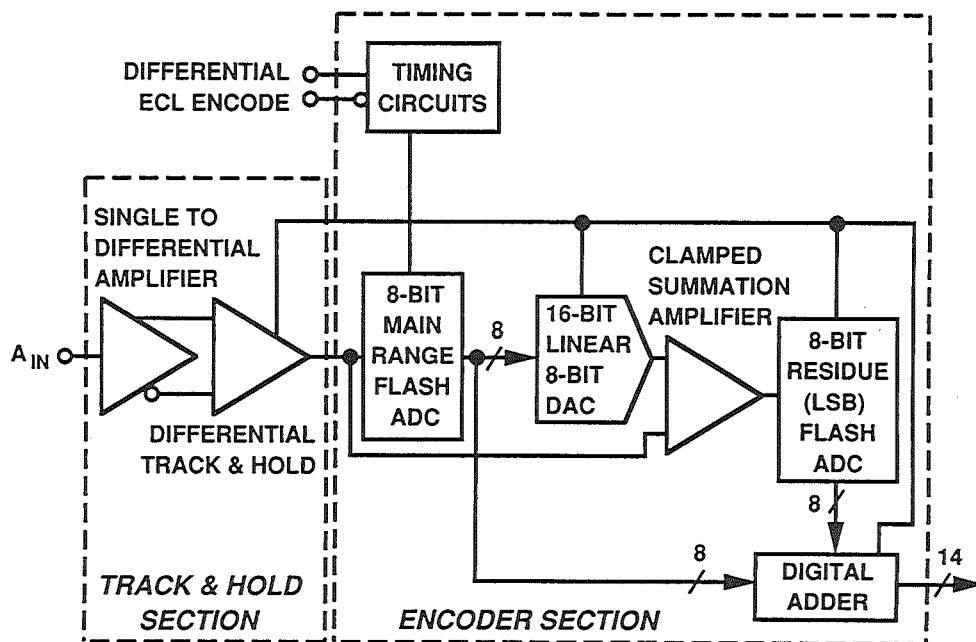 DIFFERENTIAL
ECL ENCODE
TIMING
CIRCUITS
SINGLE TO
DIFFERENTIAL
AMPLIFIER
A IN
DIFFERENTIAL
TRACK & HOLD
8-BIT
MAIN
RANGE
FLASH
ADC
8
16-BIT
LINEAR
8-BIT
DAC
CLAMPED
SUMMATION
AMPLIFIER
8-BIT
RESIDUE
(LSB)
FLASH
ADC
8
8
DIGITAL
ADDER
14
TRACK & HOLD
SECTION
ENCODER SECTION